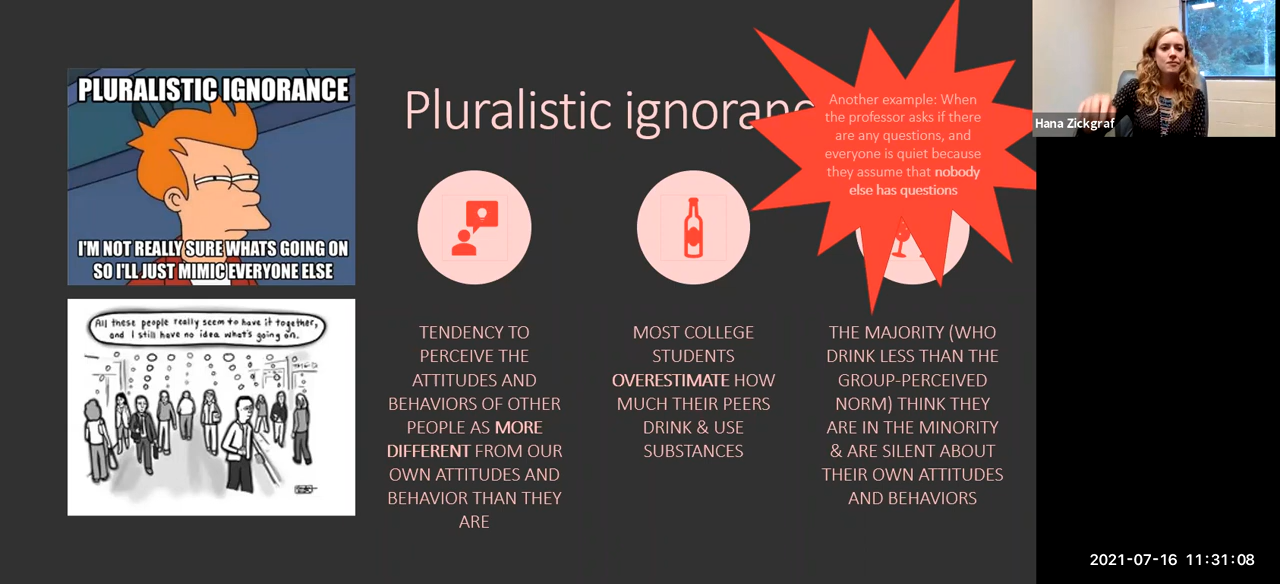 PLURALISTIC IGNORANCE
I'M NOT REALLY SURE WHATS GOING ON
SO I'LL JUST MIMIC EVERYONE ELSE
All these people really seem to have it together,
and I still have no idea what's going on.
Pluralistic ignoranc
Another example: When
the professor asks if there
are any questions, and
everyone is quiet because
they assume that nobody
else has questions
TENDENCY TO
PERCEIVE THE
ATTITUDES AND
BEHAVIORS OF OTHER
PEOPLE AS MORE
DIFFERENT FROM OUR
OWN ATTITUDES AND
BEHAVIOR THAN THEY
ARE
MOST COLLEGE
STUDENTS
OVERESTIMATE HOW
MUCH THEIR PEERS
DRINK & USE
SUBSTANCES
THE MAJORITY (WHO
DRINK LESS THAN THE
GROUP-PERCEIVED
NORM) THINK THEY
ARE IN THE MINORITY
& ARE SILENT ABOUT
THEIR OWN ATTITUDES
AND BEHAVIORS
Hana Zickgraf
2021-07-16 11:31:08